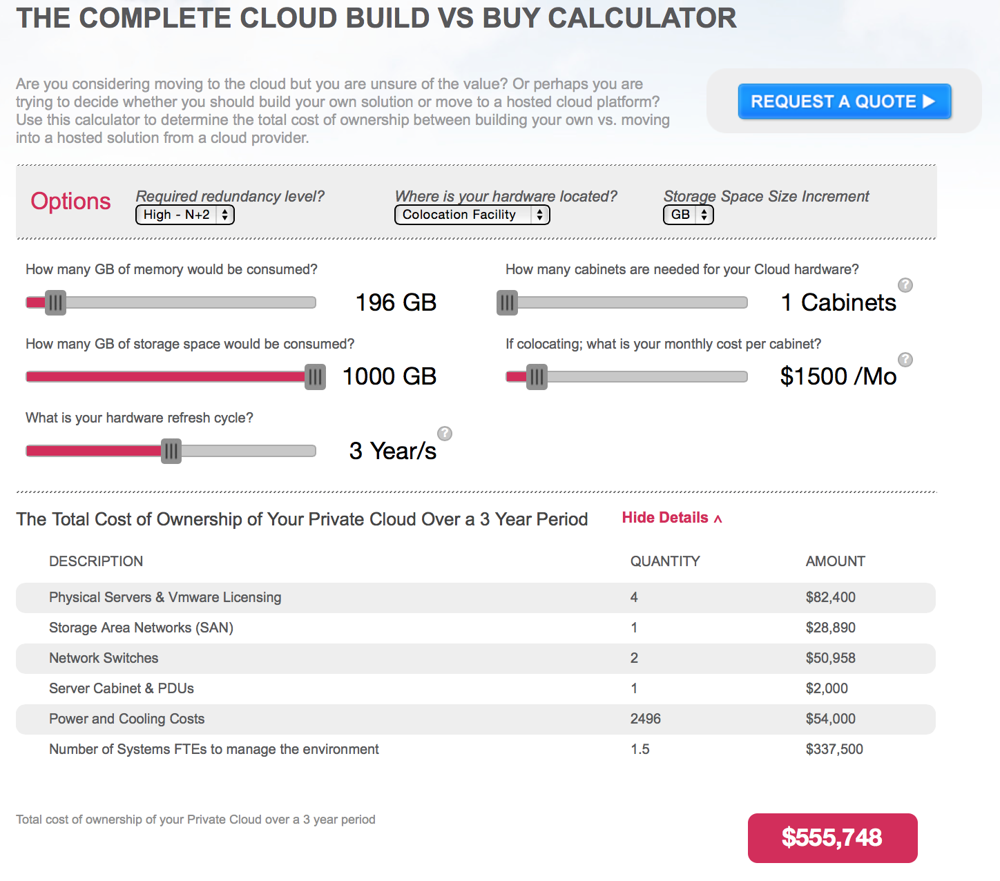 THE COMPLETE CLOUD BUILD VS BUY CALCULATOR
Are you considering moving to the cloud but you are unsure of the value? Or perhaps you are
trying to decide whether you should build your own solution or move to a hosted cloud platform?
Use this calculator to determine the total cost of ownership between building your own vs. moving
into a hosted solution from a cloud provider.
REQUEST A QUOTE ▶
Options
Required redundancy level?
High - N+2
Where is your hardware located?
Colocation Facility
Storage Space Size Increment
GB
How many GB of memory would be consumed?
196 GB
How many cabinets are needed for your Cloud hardware?
?
1 Cabinets
How many GB of storage space would be consumed?
1000 GB
If colocating; what is your monthly cost per cabinet?
?
$1500 /Mo
What is your hardware refresh cycle?
?
3 Year/s
The Total Cost of Ownership of Your Private Cloud Over a 3 Year Period
Hide Details ʌ
DESCRIPTION QUANTITY AMOUNT
Physical Servers & Vmware Licensing 4 $82,400
Storage Area Networks (SAN) 1 $28,890
Network Switches 2 $50,958
Server Cabinet & PDUs 1 $2,000
Power and Cooling Costs 2496 $54,000
Number of Systems FTEs to manage the environment 1.5 $337,500
Total cost of ownership of your Private Cloud over a 3 year period
$555,748